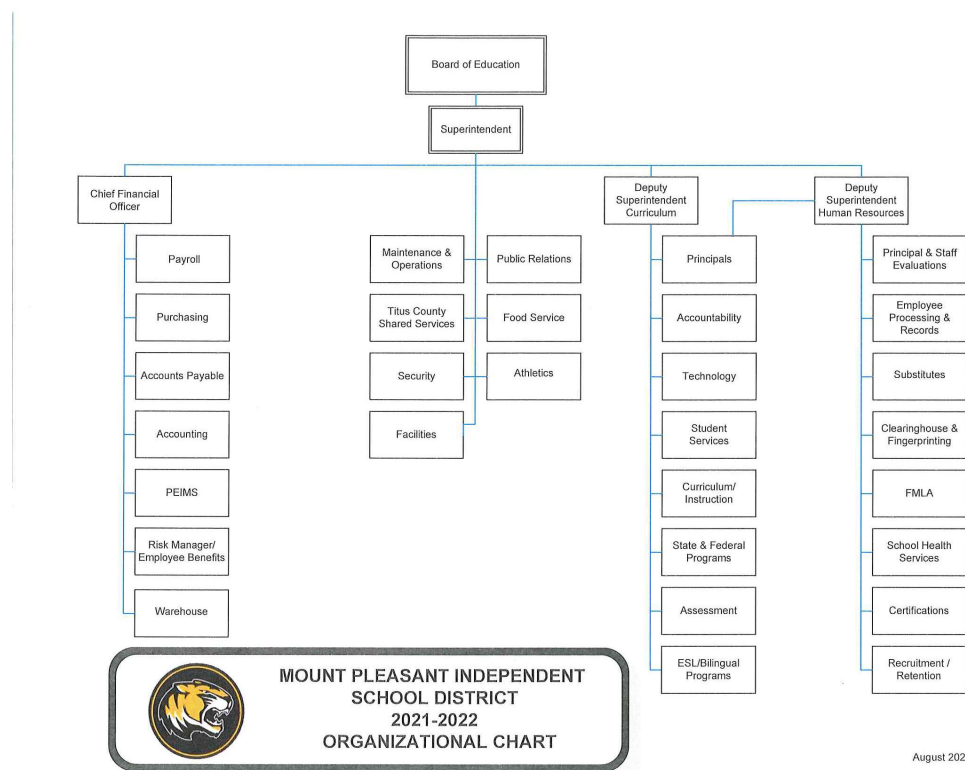 Board of Education
Superintendent
Chief Financial
Officer
Deputy
Superintendent
Curriculum
Deputy
Superintendent
Human Resources
Payroll
Purchasing
Accounts Payable
Accounting
PEIMS
Risk Manager/
Employee Benefits
Warehouse
Maintenance &
Operations
Public Relations
Titus County
Shared Services
Food Service
Security
Athletics
Facilities
Principals
Accountability
Technology
Student
Services
Curriculum/
Instruction
State & Federal
Programs
Assessment
ESL/Bilingual
Programs
Principal & Staff
Evaluations
Employee
Processing &
Records
Substitutes
Clearinghouse &
Fingerprinting
FMLA
School Health
Services
Certifications
Recruitment /
Retention
MOUNT PLEASANT INDEPENDENT
SCHOOL DISTRICT
2021-2022
ORGANIZATIONAL CHART
August 202